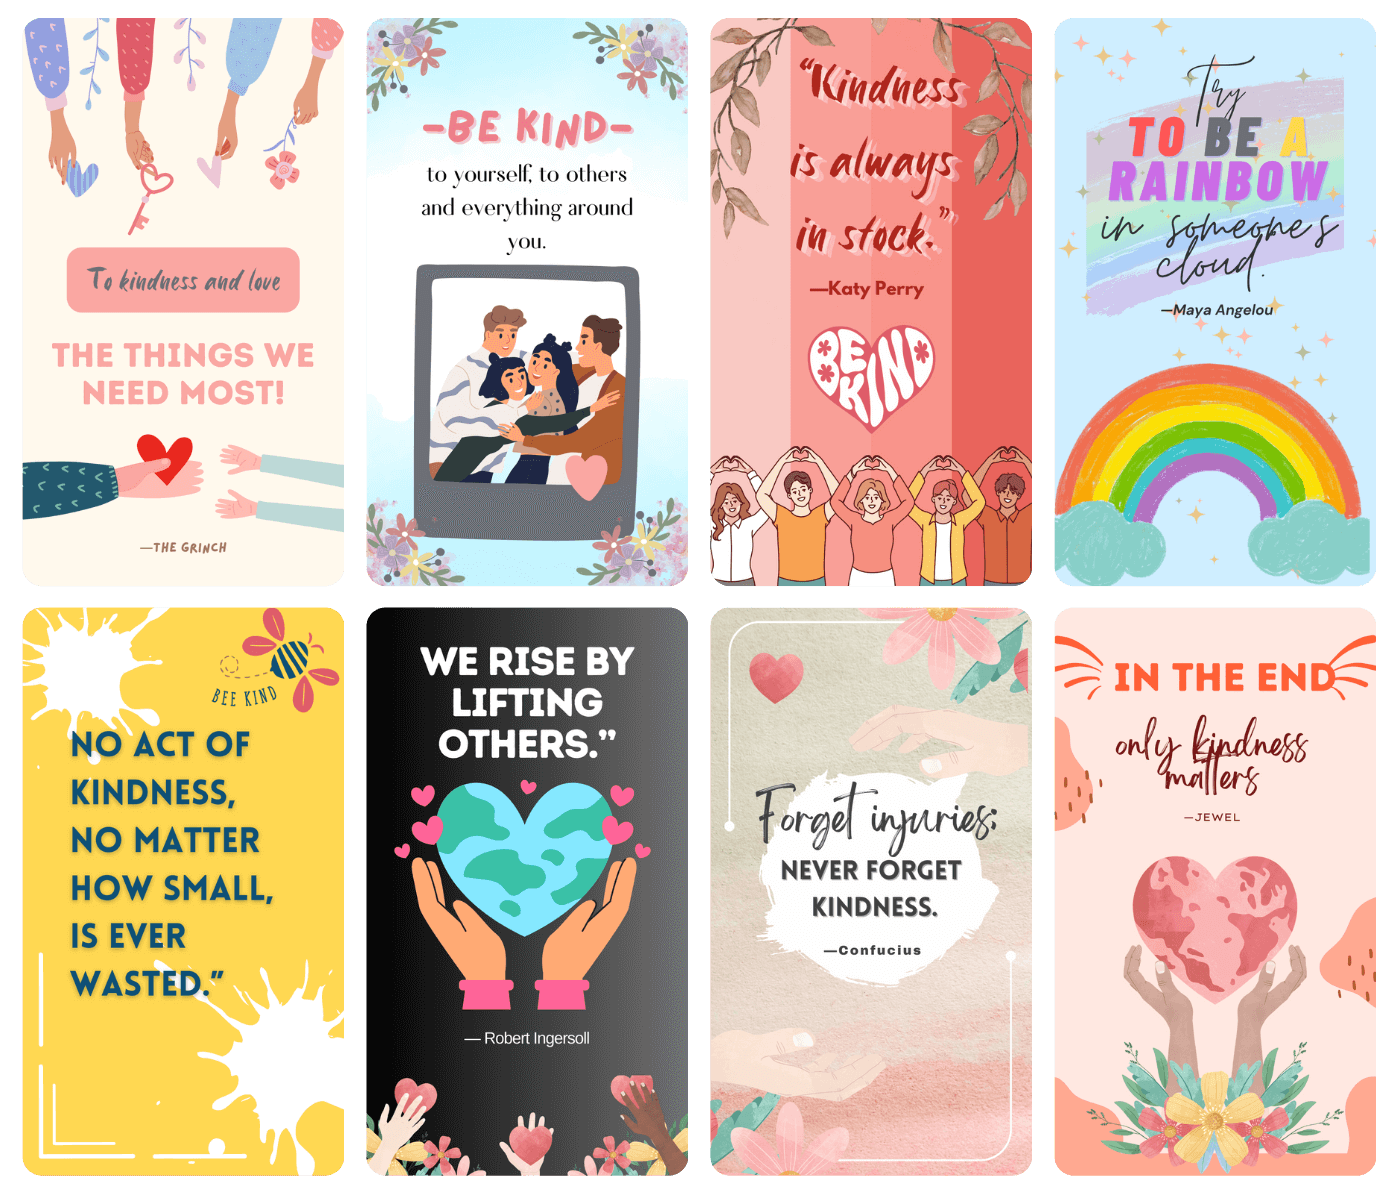 To kindness and love
THE THINGS WE
NEED MOST!
—THE GRINCH
-BE KIND-
to yourself, to others
and everything around
you.
“Kindness
is always
in stock.”
—Katy Perry
BE
KIND
Try
TO BE A
RAINBOW
in someone's
cloud.
—Maya Angelou
BEE KIND
NO ACT OF
KINDNESS,
NO MATTER
HOW SMALL,
IS EVER
WASTED.”
WE RISE BY
LIFTING
OTHERS.”
— Robert Ingersoll
Forget injuries;
NEVER FORGET
KINDNESS.
—Confucius
IN THE END
only kindness
matters
—JEWEL